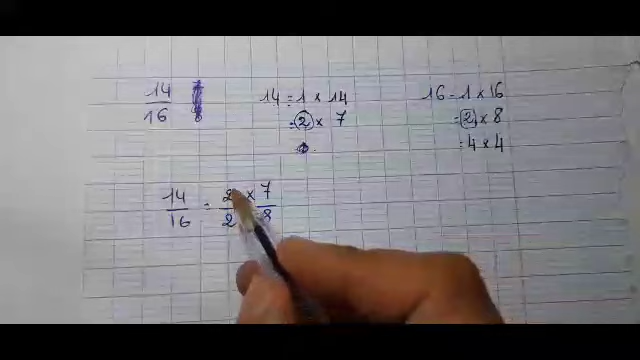 14/16
14 = 1 x 14
= 2 x 7
16 = 1 x 16
= 2 x 8
= 4 x 4
14/16 = 2 x 7 / 2 8